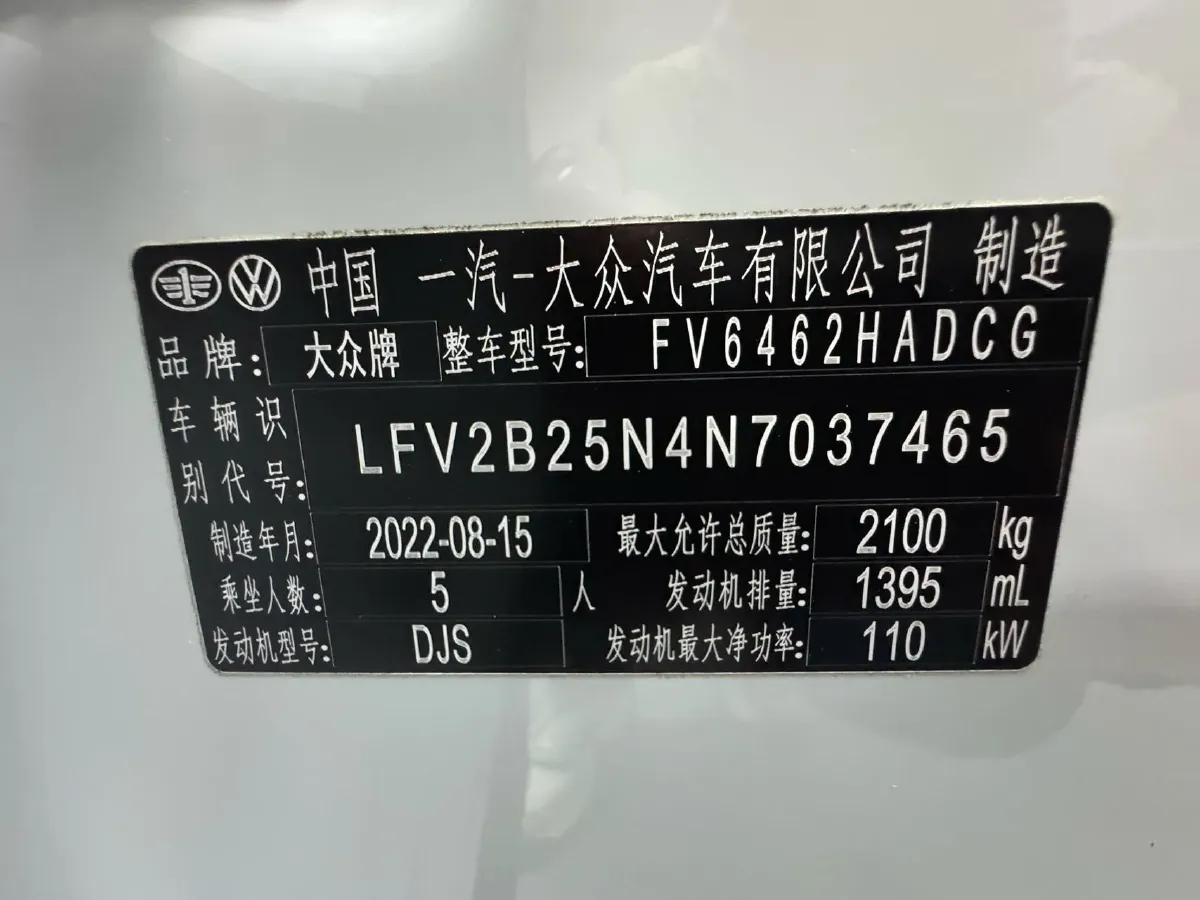 中国 一汽-大众汽车有限公司 制造
品牌: 大众牌 整车型号: FV6462HADCG
车辆识别代号: LFV2B25N4N7037465
制造年月: 2022-08-15 最大允许总质量: 2100 kg
乘坐人数: 5 人 发动机排量: 1395 mL
发动机型号: DJS 发动机最大净功率: 110 kW